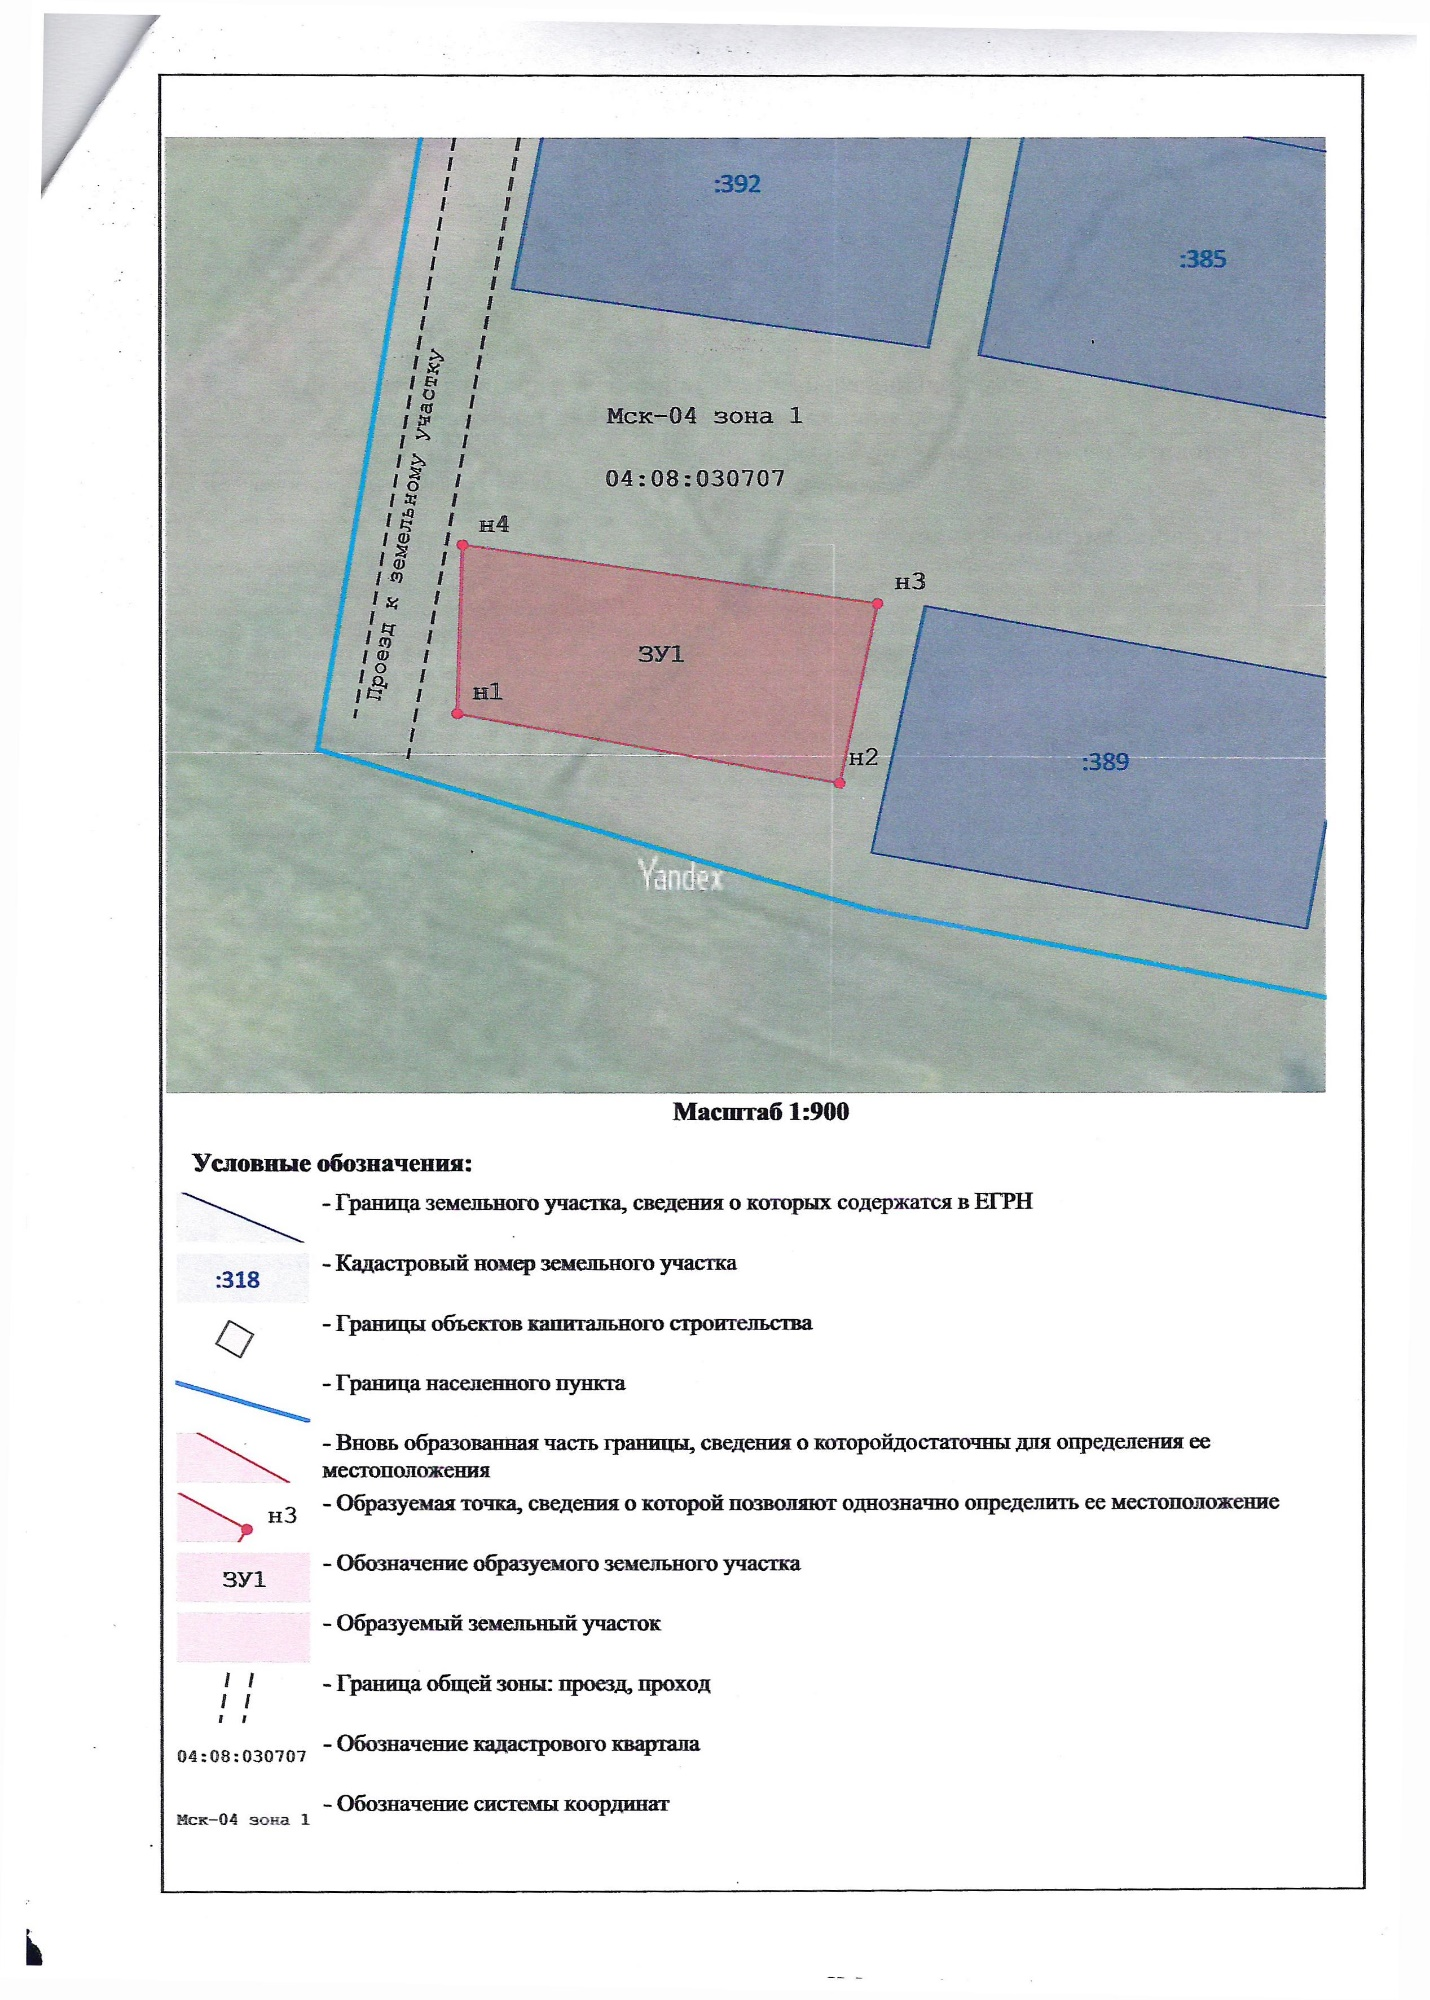 :392
:385
Мск-04 зона 1
04:08:030707
Проезд к земельному участку
н4
н3
ЗУ1
н1
н2
:389
Yandex
Масштаб 1:900
Условные обозначения:
- Граница земельного участка, сведения о которых содержатся в ЕГРН
:318
- Кадастровый номер земельного участка
- Границы объектов капитального строительства
- Граница населенного пункта
- Вновь образованная часть границы, сведения о которойдостаточны для определения ее
местоположения
н3
- Образуемая точка, сведения о которой позволяют однозначно определить ее местоположение
ЗУ1
- Обозначение образуемого земельного участка
- Образуемый земельный участок
- Граница общей зоны: проезд, проход
04:08:030707
- Обозначение кадастрового квартала
Мск-04 зона 1
- Обозначение системы координат